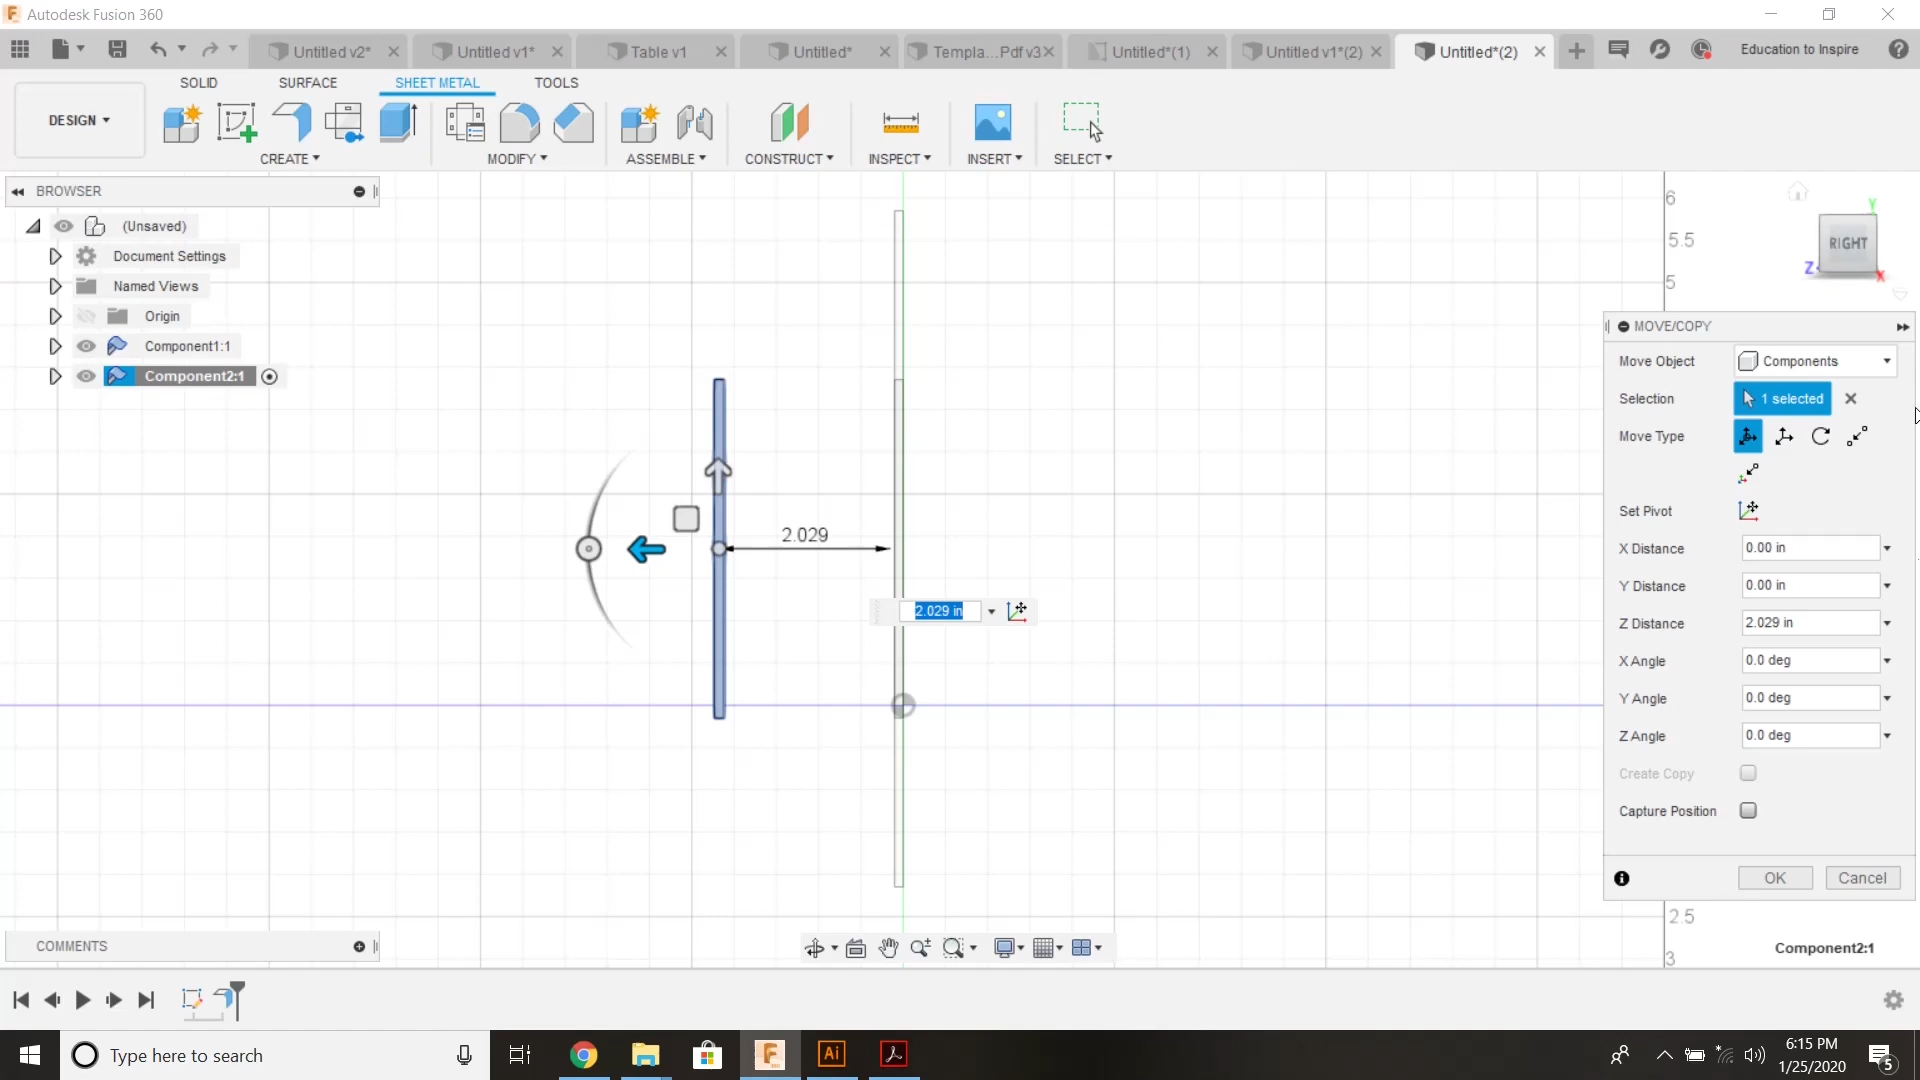 Autodesk Fusion 360
Untitled v2*
Untitled v1*
Table v1
Untitled*
Templa...Pdf v3
Untitled*(1)
Untitled v1*(2)
Untitled*(2)
Education to Inspire
SOLID
SURFACE
SHEET METAL
TOOLS
DESIGN
CREATE
MODIFY
ASSEMBLE
CONSTRUCT
INSPECT
INSERT
SELECT
BROWSER
(Unsaved)
Document Settings
Named Views
Origin
Component1:1
Component2:1
2.029
2.029 in
6
5.5
5
2.5
3
Y
RIGHT
Z
X
MOVE/COPY
Move Object
Components
Selection
1 selected
Move Type
Set Pivot
X Distance
0.00 in
Y Distance
0.00 in
Z Distance
2.029 in
X Angle
0.0 deg
Y Angle
0.0 deg
Z Angle
0.0 deg
Create Copy
Capture Position
OK
Cancel
COMMENTS
Component2:1
Type here to search
Ai
6:15 PM
1/25/2020
5